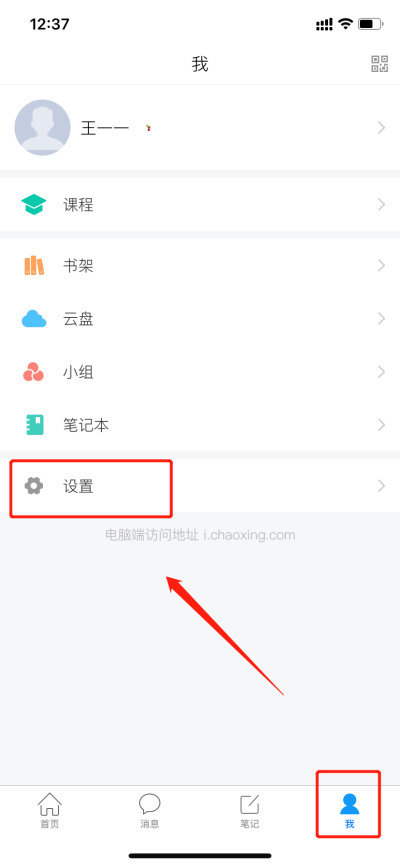 12:37
我
王一一
课程
书架
云盘
小组
笔记本
设置
电脑端访问地址 i.chaoxing.com
首页
消息
笔记
我